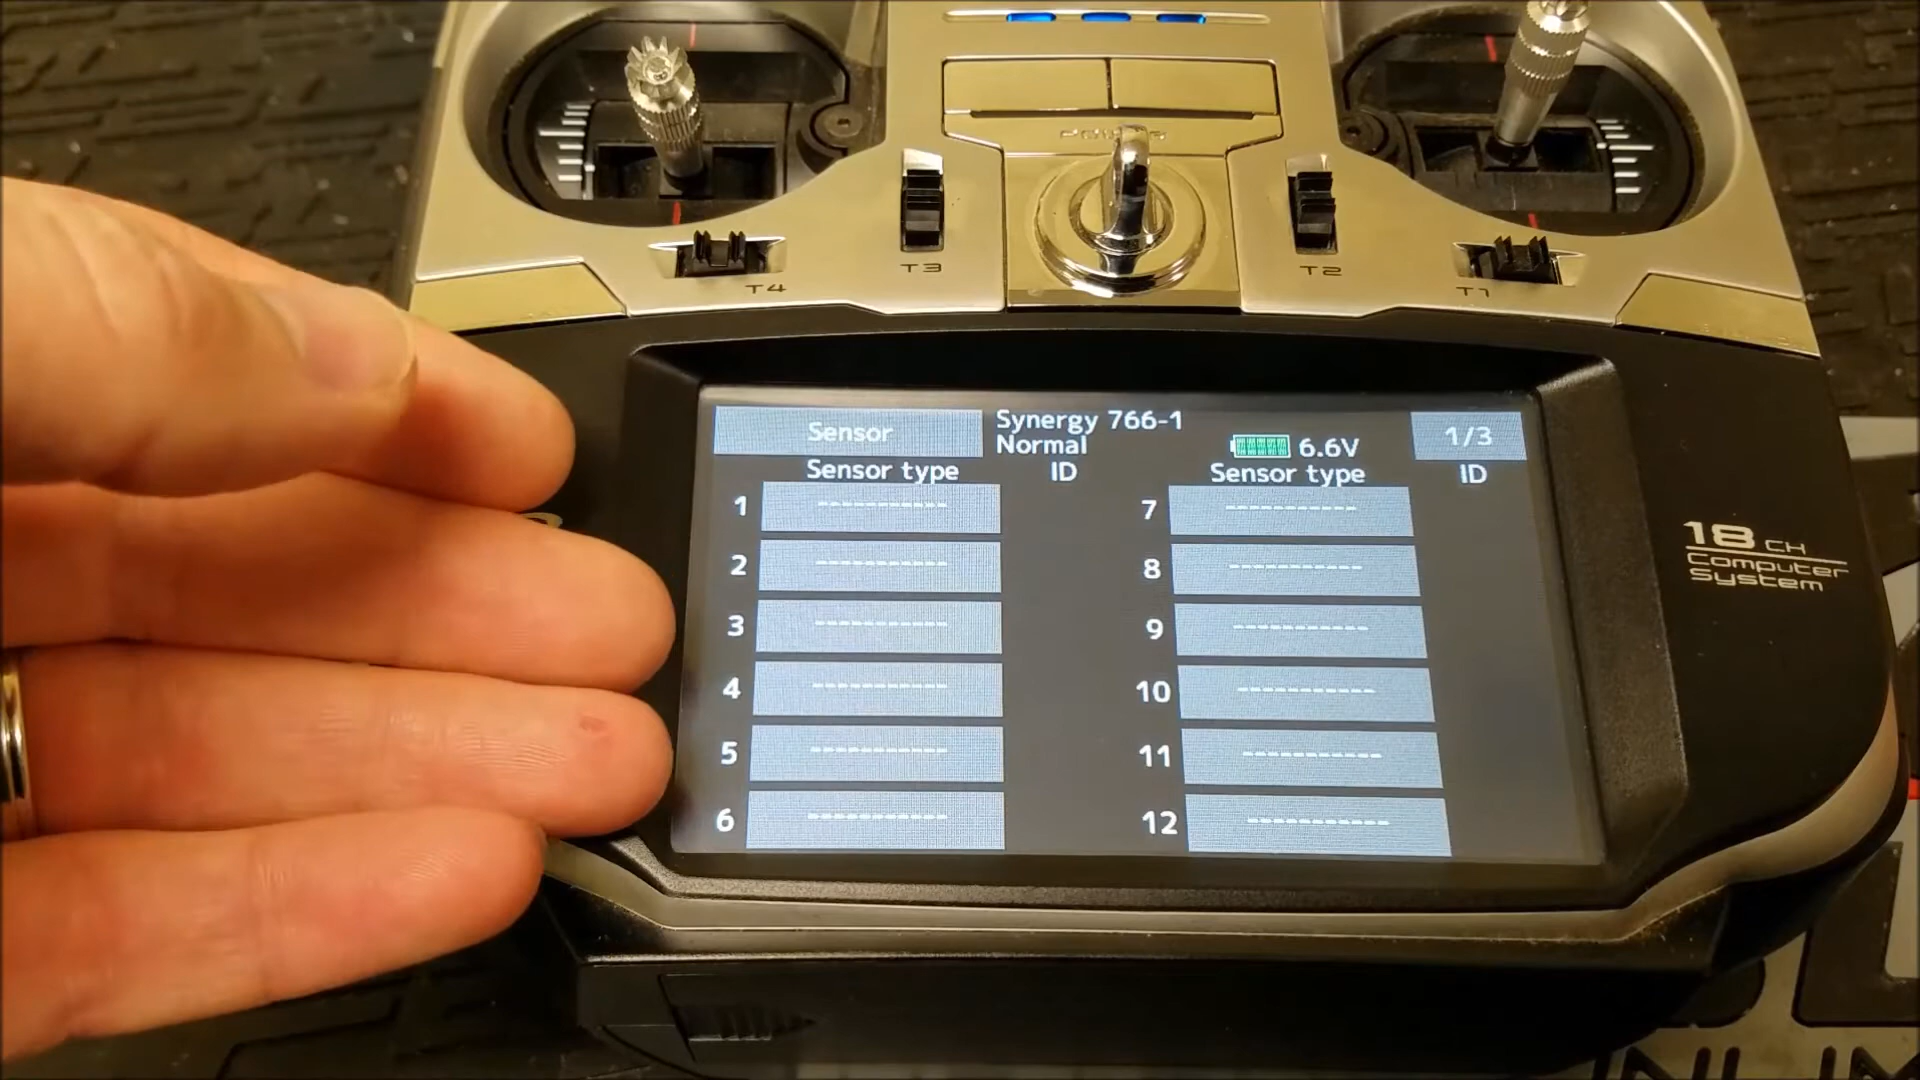 POWER
T4
T3
T2
T1
Sensor
Synergy 766-1
Normal
6.6V
1/3
Sensor type ID
Sensor type ID
1 ----------
2 ----------
3 ----------
4 ----------
5 ----------
6 ----------
7 ----------
8 ----------
9 ----------
10 ----------
11 ----------
12 ----------
18 CH
Computer
System